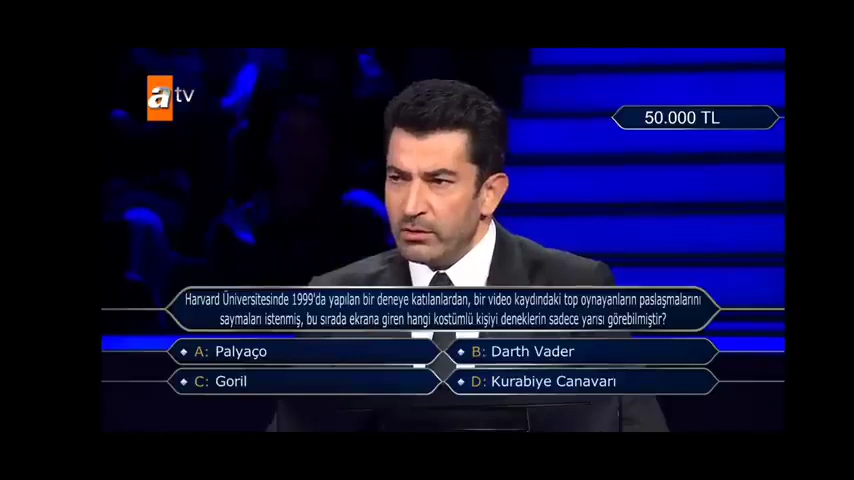 atv
50.000 TL
Harvard Üniversitesinde 1999'da yapılan bir deneye katılanlardan, bir video kaydındaki top oynayanların paslaşmalarını
saymaları istenmiş, bu sırada ekrana giren hangi kostümlü kişiyi deneklerin sadece yarısı görebilmiştir?
A: Palyaço
B: Darth Vader
C: Goril
D: Kurabiye Canavarı